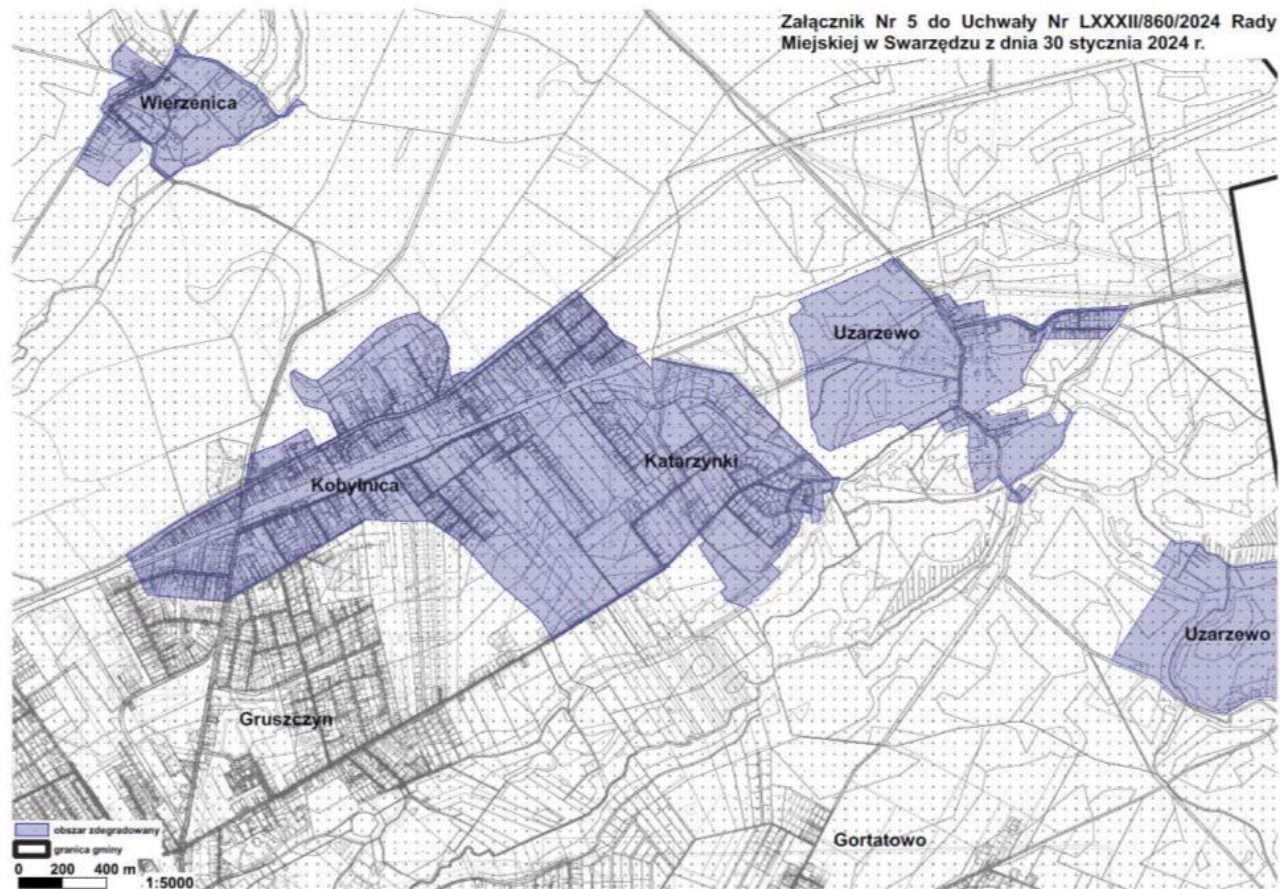 Załącznik Nr 5 do Uchwały Nr LXXXII/860/2024 Rady
Miejskiej w Swarzędzu z dnia 30 stycznia 2024 r.
Wierzenica
Uzarzewo
Katarzynki
Kobylnica
Uzarzewo
Gruszczyn
Gortatowo
obszar zdegradowany
granica gminy
0 200 400 m
1:5000